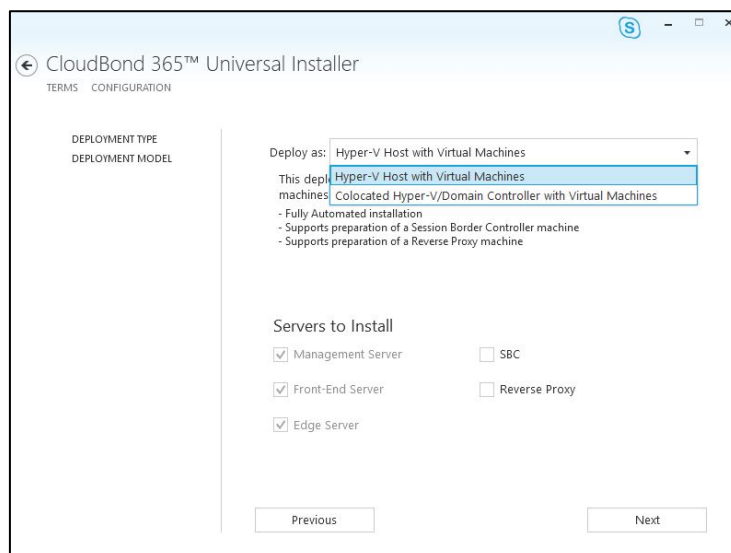 S
CloudBond 365™ Universal Installer
TERMS CONFIGURATION
DEPLOYMENT TYPE
DEPLOYMENT MODEL
Deploy as: Hyper-V Host with Virtual Machines
Hyper-V Host with Virtual Machines
This depl
Colocated Hyper-V/Domain Controller with Virtual Machines
machines
- Fully Automated installation
- Supports preparation of a Session Border Controller machine
- Supports preparation of a Reverse Proxy machine
Servers to Install
Management Server
SBC
Front-End Server
Reverse Proxy
Edge Server
Previous
Next